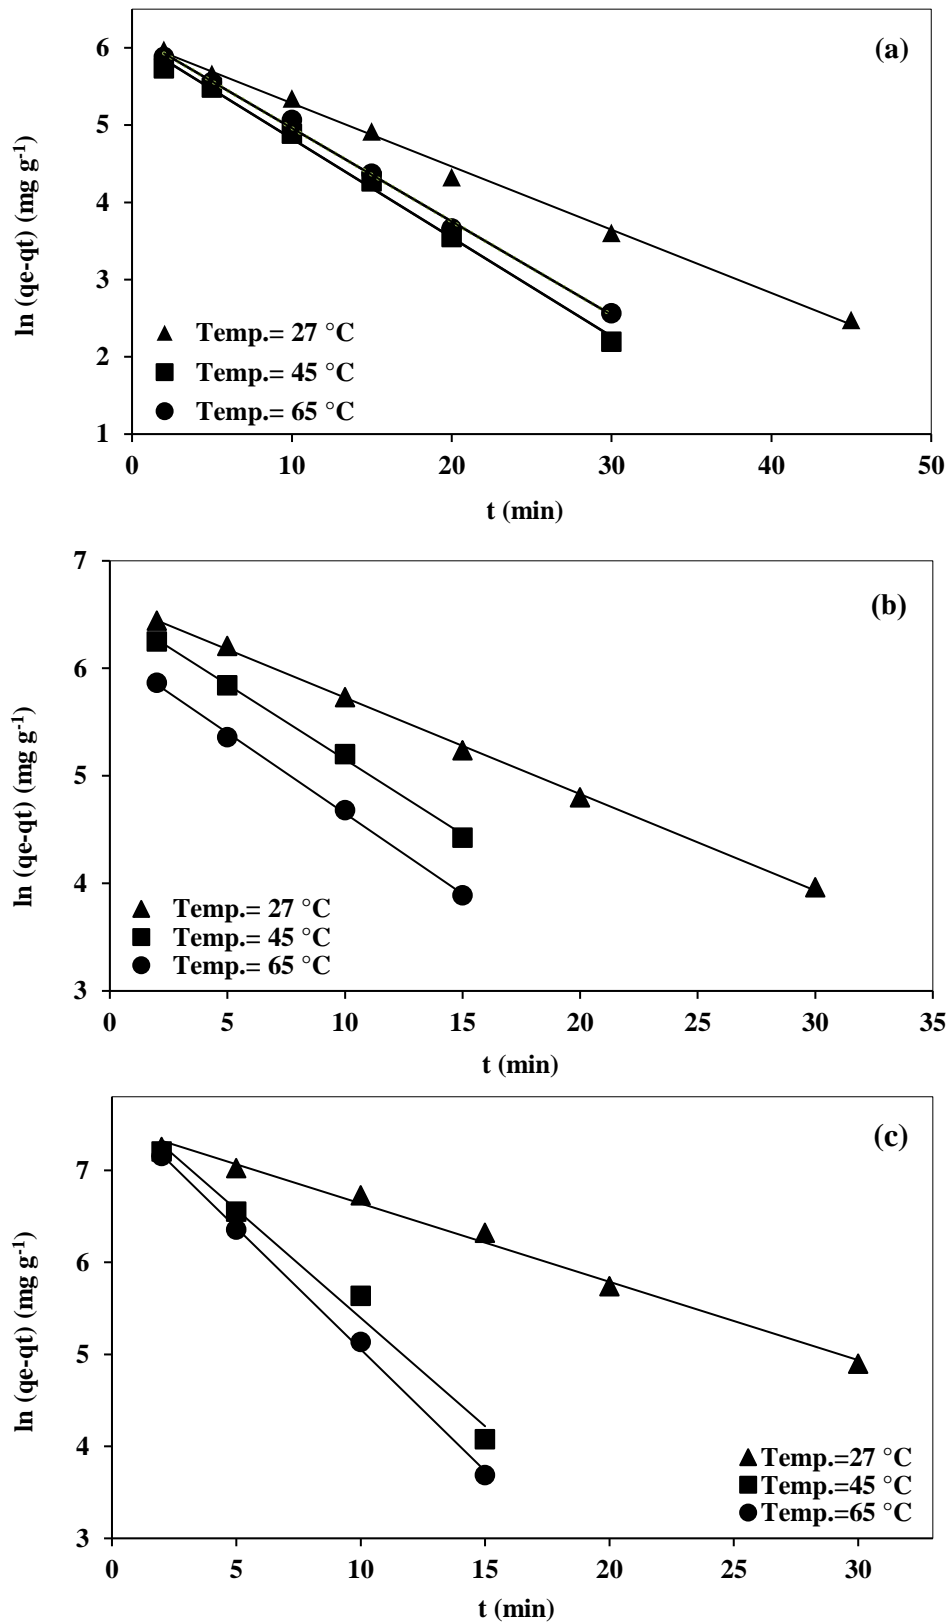 (a)
6
5
4
3
2
1
ln (qe-qt) (mg g-1)
Temp.= 27 °C
Temp.= 45 °C
Temp.= 65 °C
0 10 20 30 40 50
t (min)
(b)
7
6
5
4
3
ln (qe-qt) (mg g-1)
Temp.= 27 °C
Temp.= 45 °C
Temp.= 65 °C
0 5 10 15 20 25 30 35
t (min)
(c)
7
6
5
4
3
ln (qe-qt) (mg g-1)
Temp.=27 °C
Temp.=45 °C
Temp.=65 °C
0 5 10 15 20 25 30
t (min)